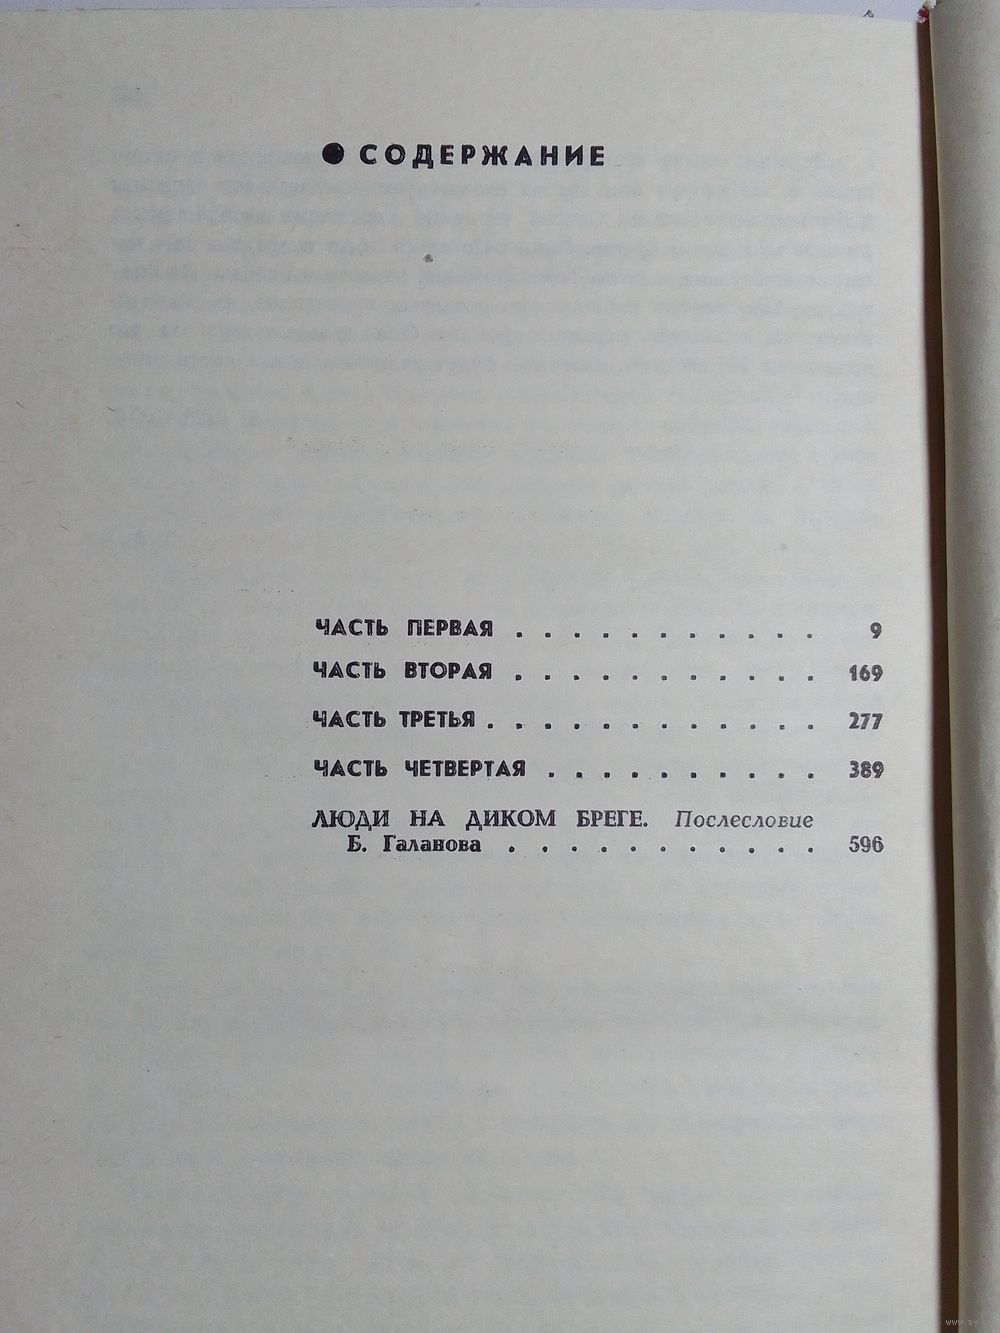 ● СОДЕРЖАНИЕ
ЧАСТЬ ПЕРВАЯ . . . . . . . . . . . 9
ЧАСТЬ ВТОРАЯ . . . . . . . . . . . 169
ЧАСТЬ ТРЕТЬЯ . . . . . . . . . . . . 277
ЧАСТЬ ЧЕТВЕРТАЯ . . . . . . . . . . 389
ЛЮДИ НА ДИКОМ БРЕГЕ. Послесловие
Б. Галанова . . . . . . . . . . . 596